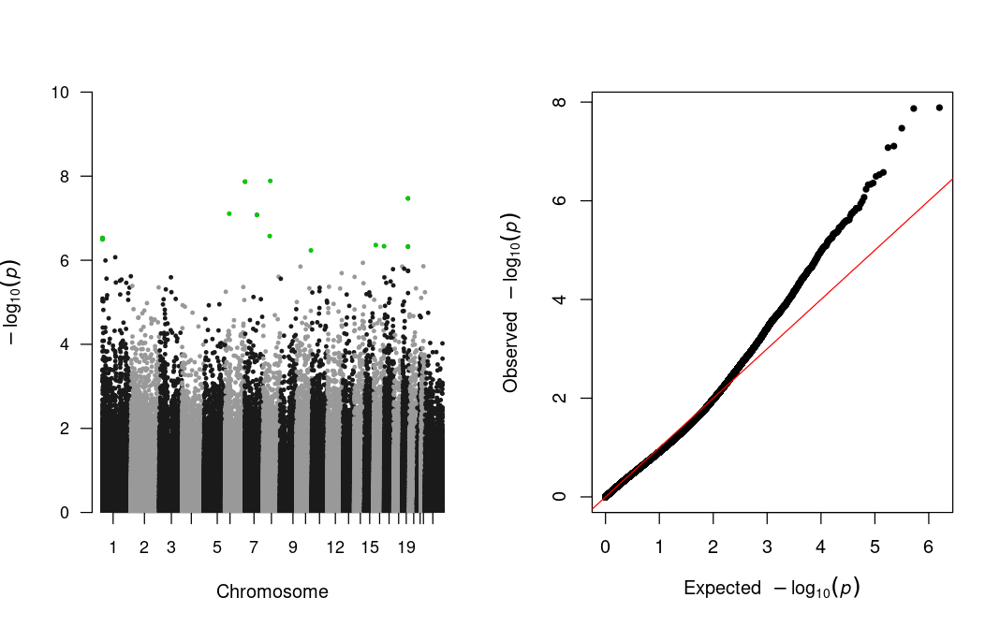 10
8
6
4
2
0
− log10(p)
1 2 3 5 7 9 12 15 19
Chromosome
8
6
4
2
0
Observed − log10(p)
0 1 2 3 4 5 6
Expected − log10(p)